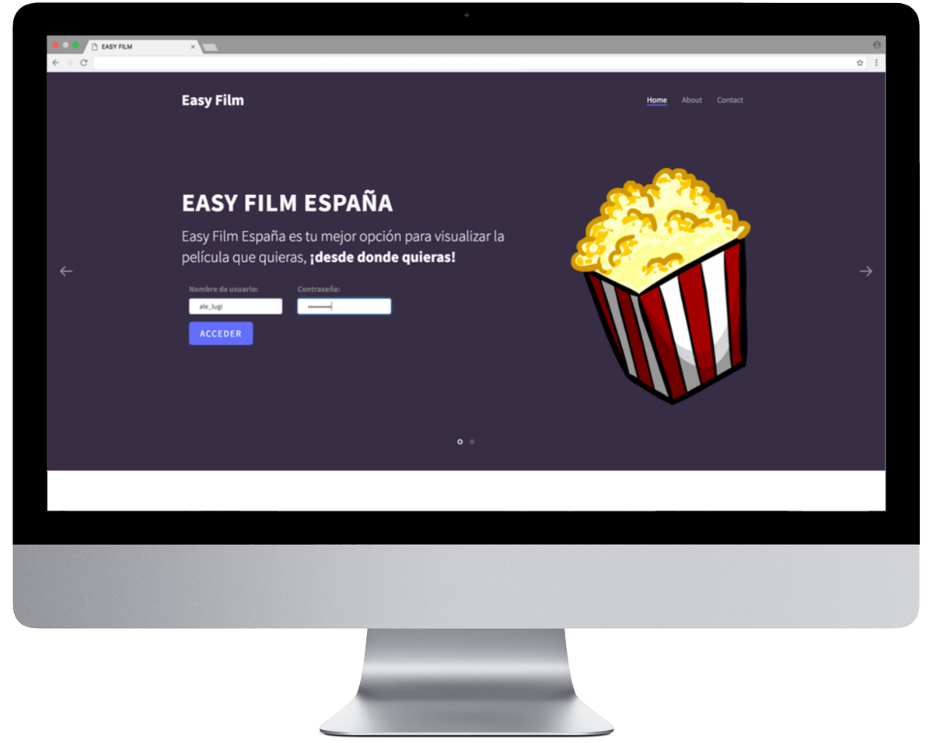 EASY FILM
Easy Film
Home About Contact
EASY FILM ESPAÑA
Easy Film España es tu mejor opción para visualizar la
película que quieras, ¡desde donde quieras!
Nombre de usuario: Contraseña:
ale_lugl
ACCEDER